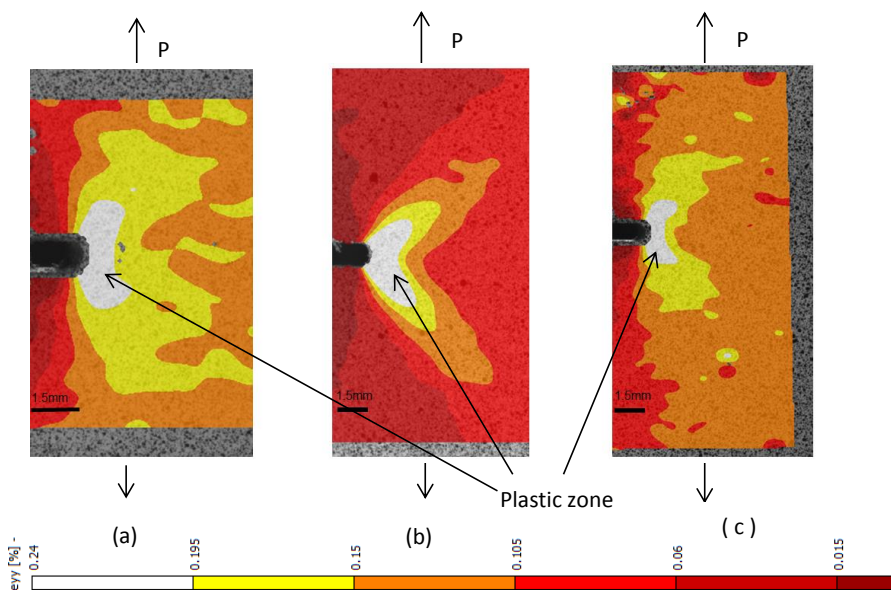 P
P
P
1.5mm
1.5mm
1.5mm
Plastic zone
(a)
(b)
( c )
eyy [%] -
0.24
0.195
0.15
0.105
0.06
0.015